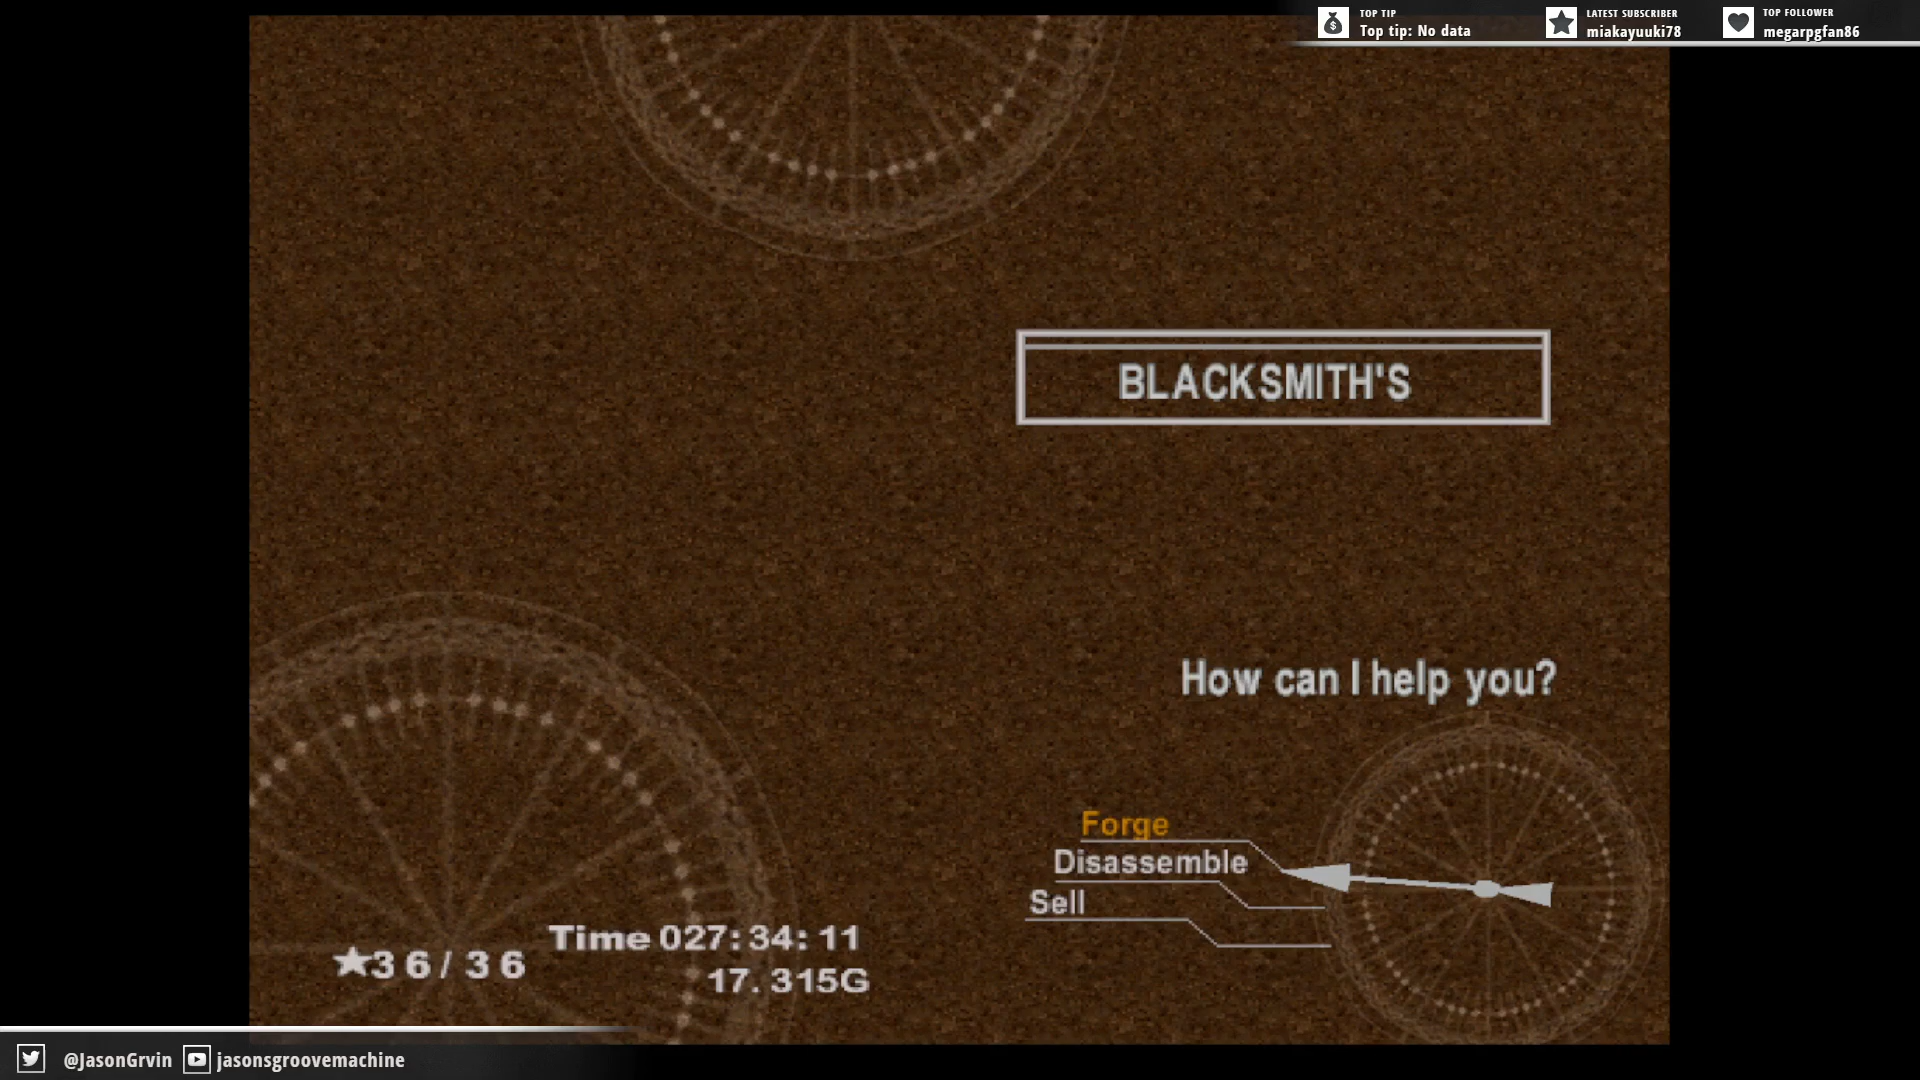 TOP TIP
Top tip: No data
LATEST SUBSCRIBER
miakayuuki78
TOP FOLLOWER
megarpgfan86
BLACKSMITH'S
How can I help you?
Forge
Disassemble
Sell
★36/36
Time 027:34:11
17.315G
@JasonGrvin
jasonsgroovemachine